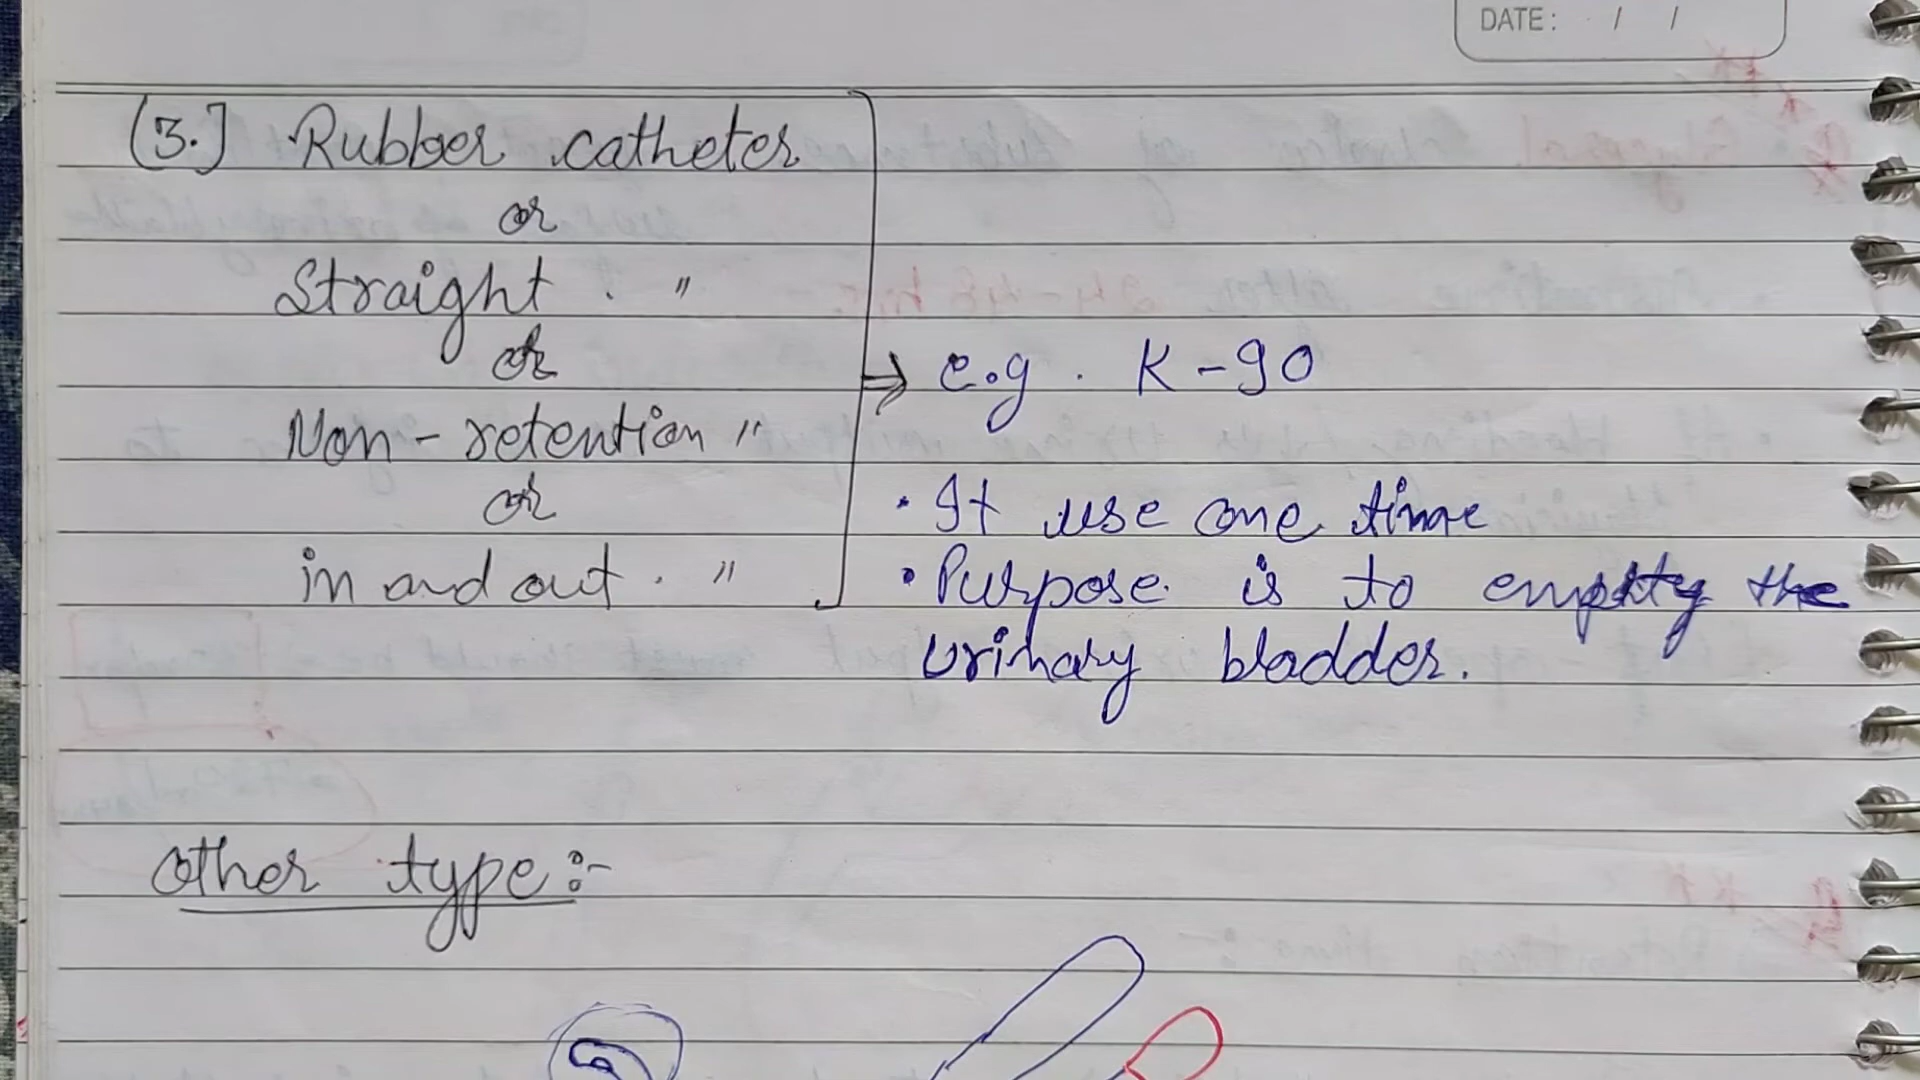 DATE: / /
(3.] Rubber catheter
or
Straight . "
or
Non-retention "
or
in and out . "
⇒ e.g. K-90
• It use one time
• Purpose is to empty the
urinary bladder.
Other type:-